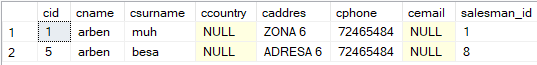 cid cname csurname ccountry caddres cphone cemail salesman_id
1 1 arben muh NULL ZONA 6 72465484 NULL 1
2 5 arben besa NULL ADRESA 6 72465484 NULL 8